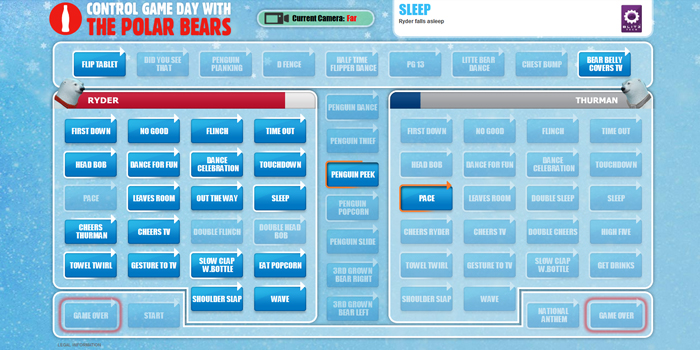 CONTROL GAME DAY WITH
THE POLAR BEARS
Current Camera: Far
SLEEP
Ryder falls asleep
BLITZ
FLIP TABLET
DID YOU SEE
THAT
PENGUIN
PLANKING
D FENCE
HALF TIME
FLIPPER DANCE
PG 13
LITTLE BEAR
DANCE
CHEST BUMP
BEAR BELLY
COVERS TV
RYDER
FIRST DOWN
NO GOOD
FLINCH
TIME OUT
HEAD BOB
DANCE FOR FUN
DANCE
CELEBRATION
TOUCHDOWN
PACE
LEAVES ROOM
OUT THE WAY
SLEEP
CHEERS
THURMAN
CHEERS TV
DOUBLE FLINCH
DOUBLE HEAD
BOB
TOWEL TWIRL
GESTURE TO TV
SLOW CLAP
W.BOTTLE
EAT POPCORN
SHOULDER SLAP
WAVE
GAME OVER
START
PENGUIN DANCE
PENGUIN THIEF
PENGUIN PEEK
PENGUIN
POPCORN
PENGUIN SLIDE
3RD GROWN
BEAR RIGHT
3RD GROWN
BEAR LEFT
THURMAN
FIRST DOWN
NO GOOD
FLINCH
TIME OUT
HEAD BOB
DANCE FOR FUN
DANCE
CELEBRATION
TOUCHDOWN
PACE
LEAVES ROOM
DOUBLE SLEEP
SLEEP
CHEERS RYDER
CHEERS TV
DOUBLE CHEERS
HIGH FIVE
TOWEL TWIRL
GESTURE TO TV
SLOW CLAP
W.BOTTLE
GET DRINKS
SHOULDER SLAP
WAVE
NATIONAL
ANTHEM
GAME OVER
LEGAL INFORMATION